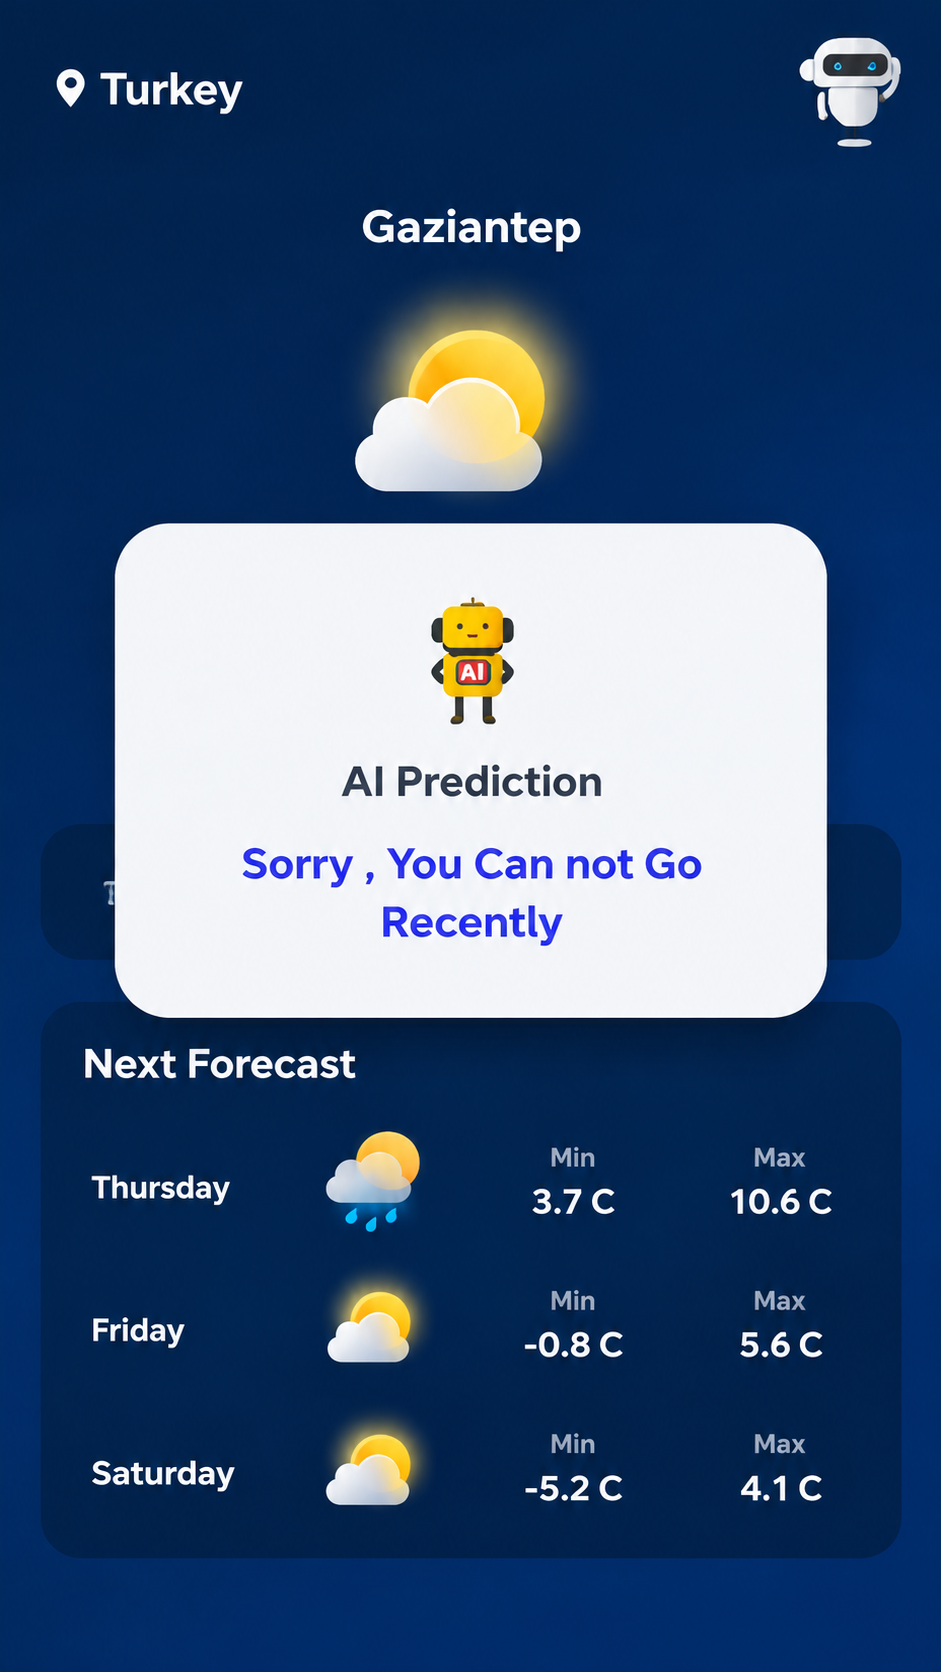 Turkey
Gaziantep
AI
AI Prediction
Sorry , You Can not Go
Recently
Next Forecast
Thursday
Min
3.7 C
Max
10.6 C
Friday
Min
-0.8 C
Max
5.6 C
Saturday
Min
-5.2 C
Max
4.1 C